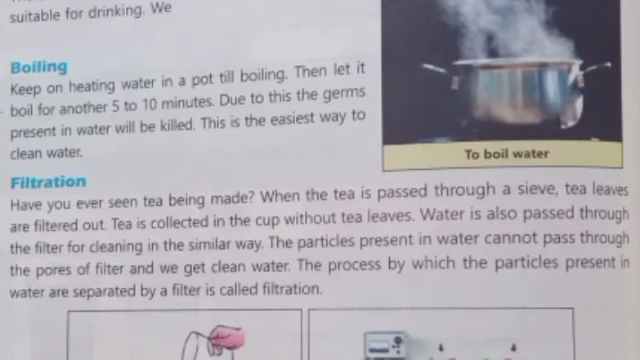 suitable for drinking. We
Boiling
Keep on heating water in a pot till boiling. Then let it
boil for another 5 to 10 minutes. Due to this the germs
present in water will be killed. This is the easiest way to
clean water.
To boil water
Filtration
Have you ever seen tea being made? When the tea is passed through a sieve, tea leaves
are filtered out. Tea is collected in the cup without tea leaves. Water is also passed through
the filter for cleaning in the similar way. The particles present in water cannot pass through
the pores of filter and we get clean water. The process by which the particles present in
water are separated by a filter is called filtration.